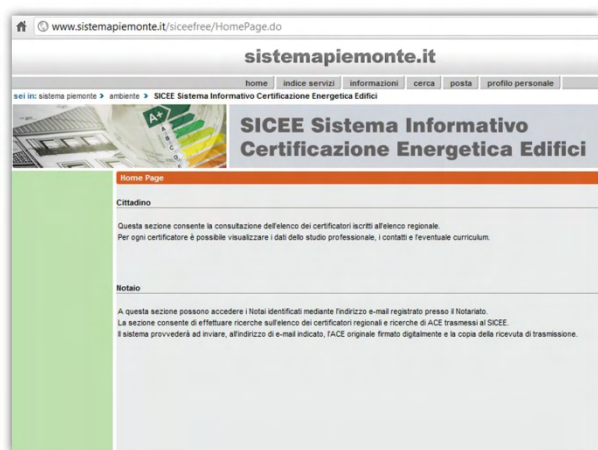 www.sistemapiemonte.it/siceefree/HomePage.do
sistemapiemonte.it
home indice servizi informazioni cerca posta profilo personale
sei in: sistema piemonte > ambiente > SICEE Sistema Informativo Certificazione Energetica Edifici
A+
SICEE Sistema Informativo
Certificazione Energetica Edifici
Home Page
Cittadino
Questa sezione consente la consultazione dell'elenco dei certificatori iscritti all'elenco regionale.
Per ogni certificatore è possibile visualizzare i dati dello studio professionale, i contatti e l'eventuale curriculum.
Notaio
A questa sezione possono accedere i Notai identificati mediante l'indirizzo e-mail registrato presso il Notariato.
La sezione consente di effettuare ricerche sull'elenco dei certificatori regionali e ricerche di ACE trasmessi al SICEE.
Il sistema provvederà ad inviare, all'indirizzo di e-mail indicato, l'ACE originale firmato digitalmente e la copia della ricevuta di trasmissione.